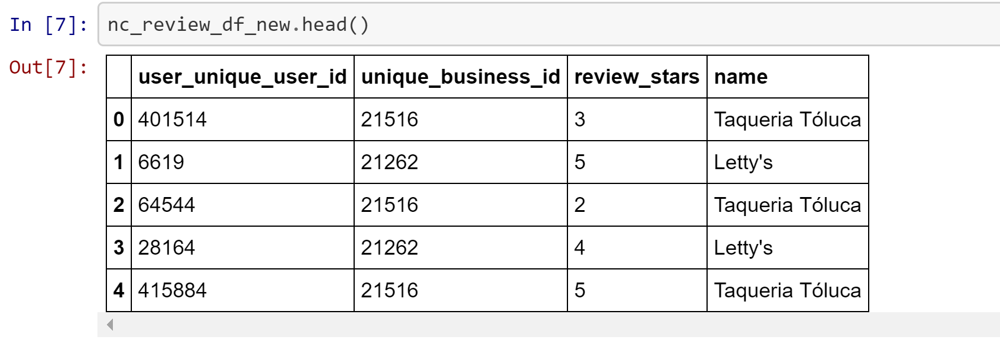 In [7]: nc_review_df_new.head()
Out[7]:
user_unique_user_id unique_business_id review_stars name
0 401514 21516 3 Taqueria Tóluca
1 6619 21262 5 Letty's
2 64544 21516 2 Taqueria Tóluca
3 28164 21262 4 Letty's
4 415884 21516 5 Taqueria Tóluca